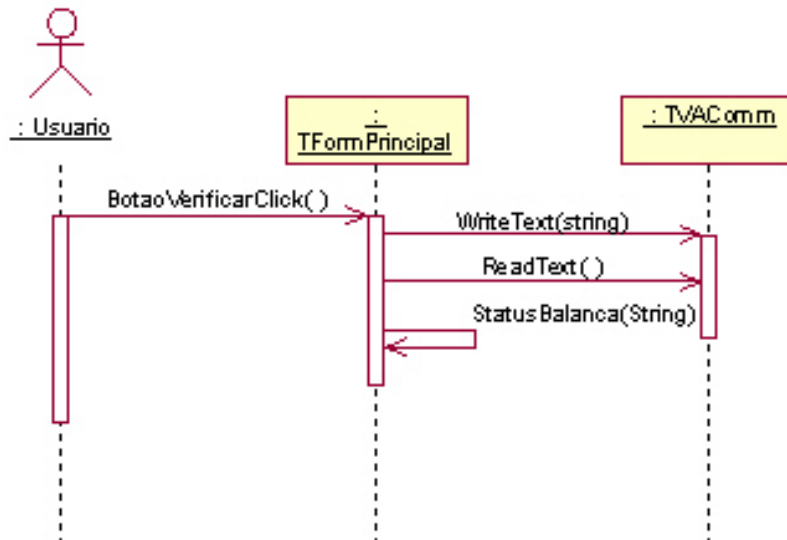 : Usuario
:
TFormPrincipal
: TVAComm
BotaoVerificarClick( )
WriteText(string)
ReadText( )
StatusBalanca(String)